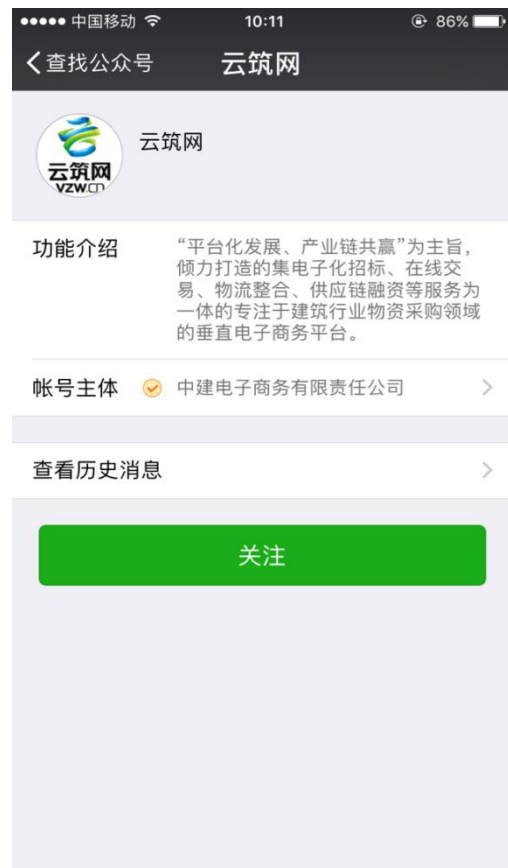 中国移动 10:11 86%
查找公众号 云筑网
云筑网
云筑网
VZW.CN
功能介绍 “平台化发展、产业链共赢”为主旨，
倾力打造的集电子化招标、在线交
易、物流整合、供应链融资等服务为
一体的专注于建筑行业物资采购领域
的垂直电子商务平台。
帐号主体 中建电子商务有限责任公司
查看历史消息
关注